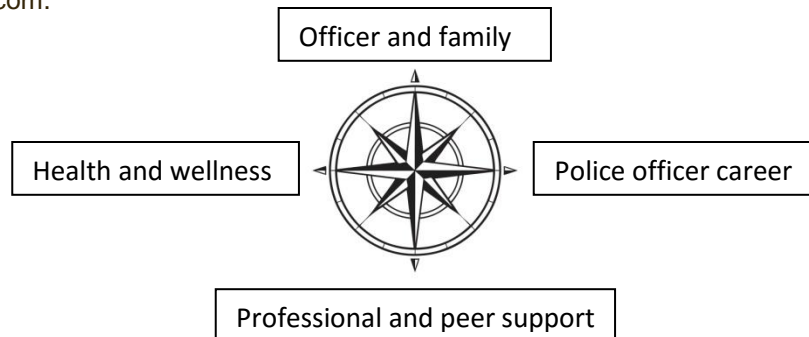 com.
Officer and family
Health and wellness
Police officer career
Professional and peer support